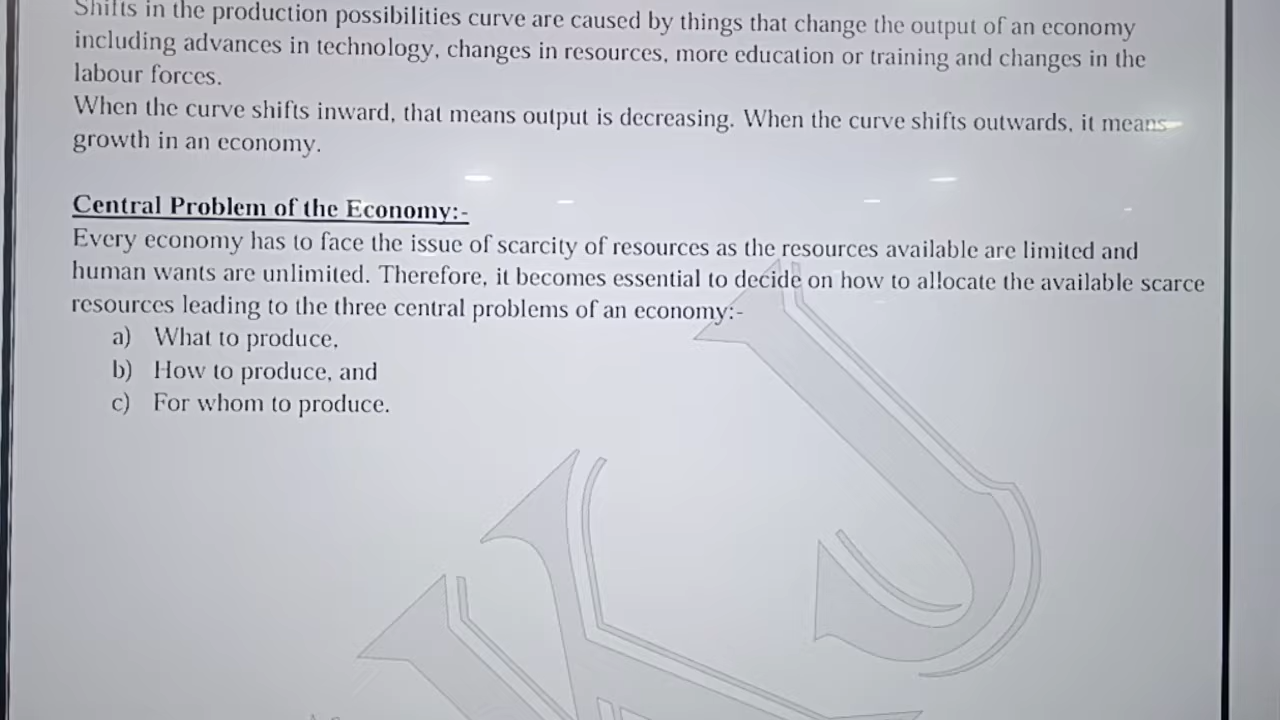 Shifts in the production possibilities curve are caused by things that change the output of an economy
including advances in technology, changes in resources, more education or training and changes in the
labour forces.
When the curve shifts inward, that means output is decreasing. When the curve shifts outwards, it means
growth in an economy.
Central Problem of the Economy:-
Every economy has to face the issue of scarcity of resources as the resources available are limited and
human wants are unlimited. Therefore, it becomes essential to decide on how to allocate the available scarce
resources leading to the three central problems of an economy:-
a) What to produce,
b) How to produce, and
c) For whom to produce.